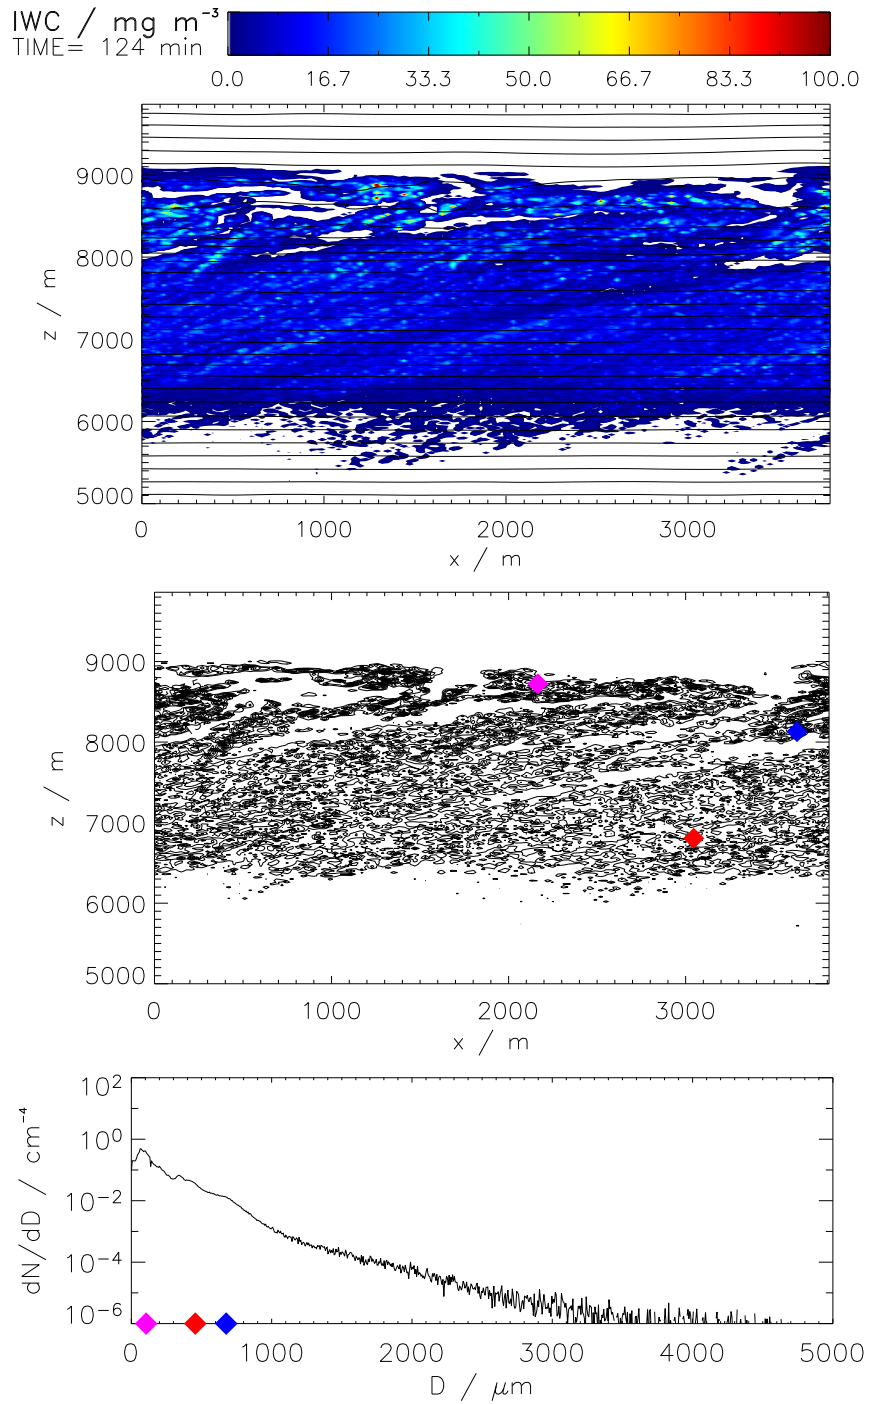 IWC / mg m⁻³
TIME= 124 min
0.0 16.7 33.3 50.0 66.7 83.3 100.0
9000
8000
7000
6000
5000
z / m
0 1000 2000 3000
x / m
9000
8000
7000
6000
5000
z / m
0 1000 2000 3000
x / m
10²
10⁰
10⁻²
10⁻⁴
10⁻⁶
dN/dD / cm⁻⁴
0 1000 2000 3000 4000 5000
D / μm